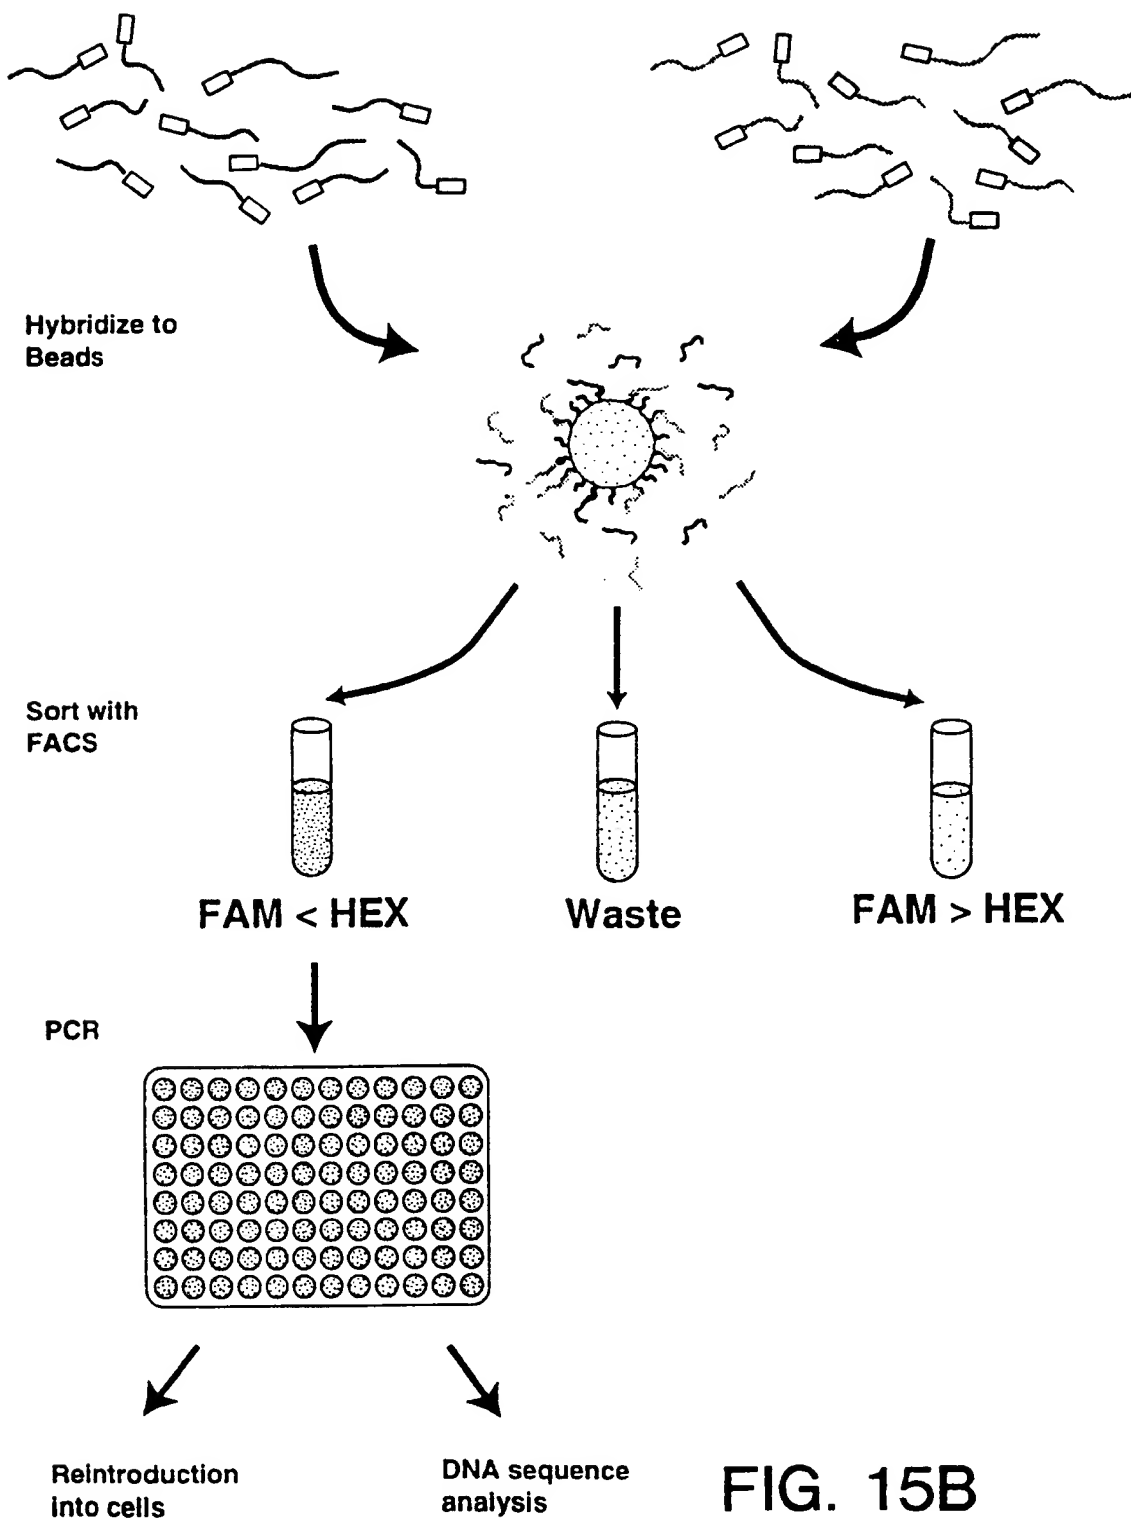 Hybridize to
Beads
Sort with
FACS
FAM < HEX
Waste
FAM > HEX
PCR
Reintroduction
into cells
DNA sequence
analysis
FIG. 15B